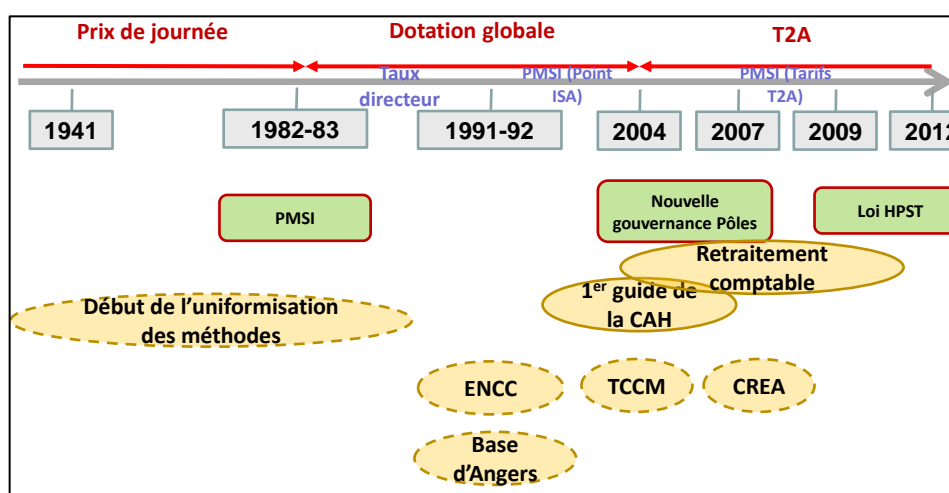 Prix de journée
Dotation globale
T2A
Taux
directeur
PMSI (Point
ISA)
PMSI (Tarifs
T2A)
1941
1982-83
1991-92
2004
2007
2009
2012
PMSI
Nouvelle
gouvernance Pôles
Loi HPST
Retraitement
comptable
1er guide de
la CAH
Début de l'uniformisation
des méthodes
ENCC
TCCM
CREA
Base
d'Angers